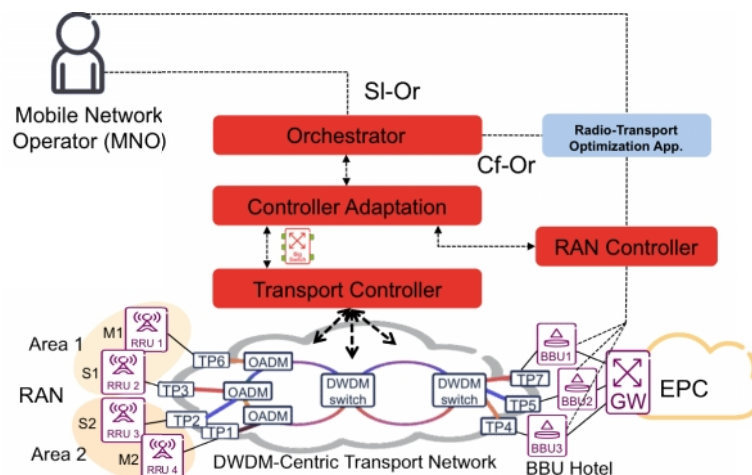 Mobile Network
Operator (MNO)
Sl-Or
Orchestrator
Radio-Transport
Optimization App.
Cf-Or
Controller Adaptation
Big
Switch
RAN Controller
Transport Controller
Area 1
M1
RRU 1
S1
RRU 2
RAN
S2
RRU 3
Area 2
M2
RRU 4
TP6
OADM
TP3
OADM
TP2
TP1
OADM
DWDM
switch
DWDM
switch
TP7
TP5
TP4
BBU1
BBU2
BBU3
GW
EPC
DWDM-Centric Transport Network
BBU Hotel